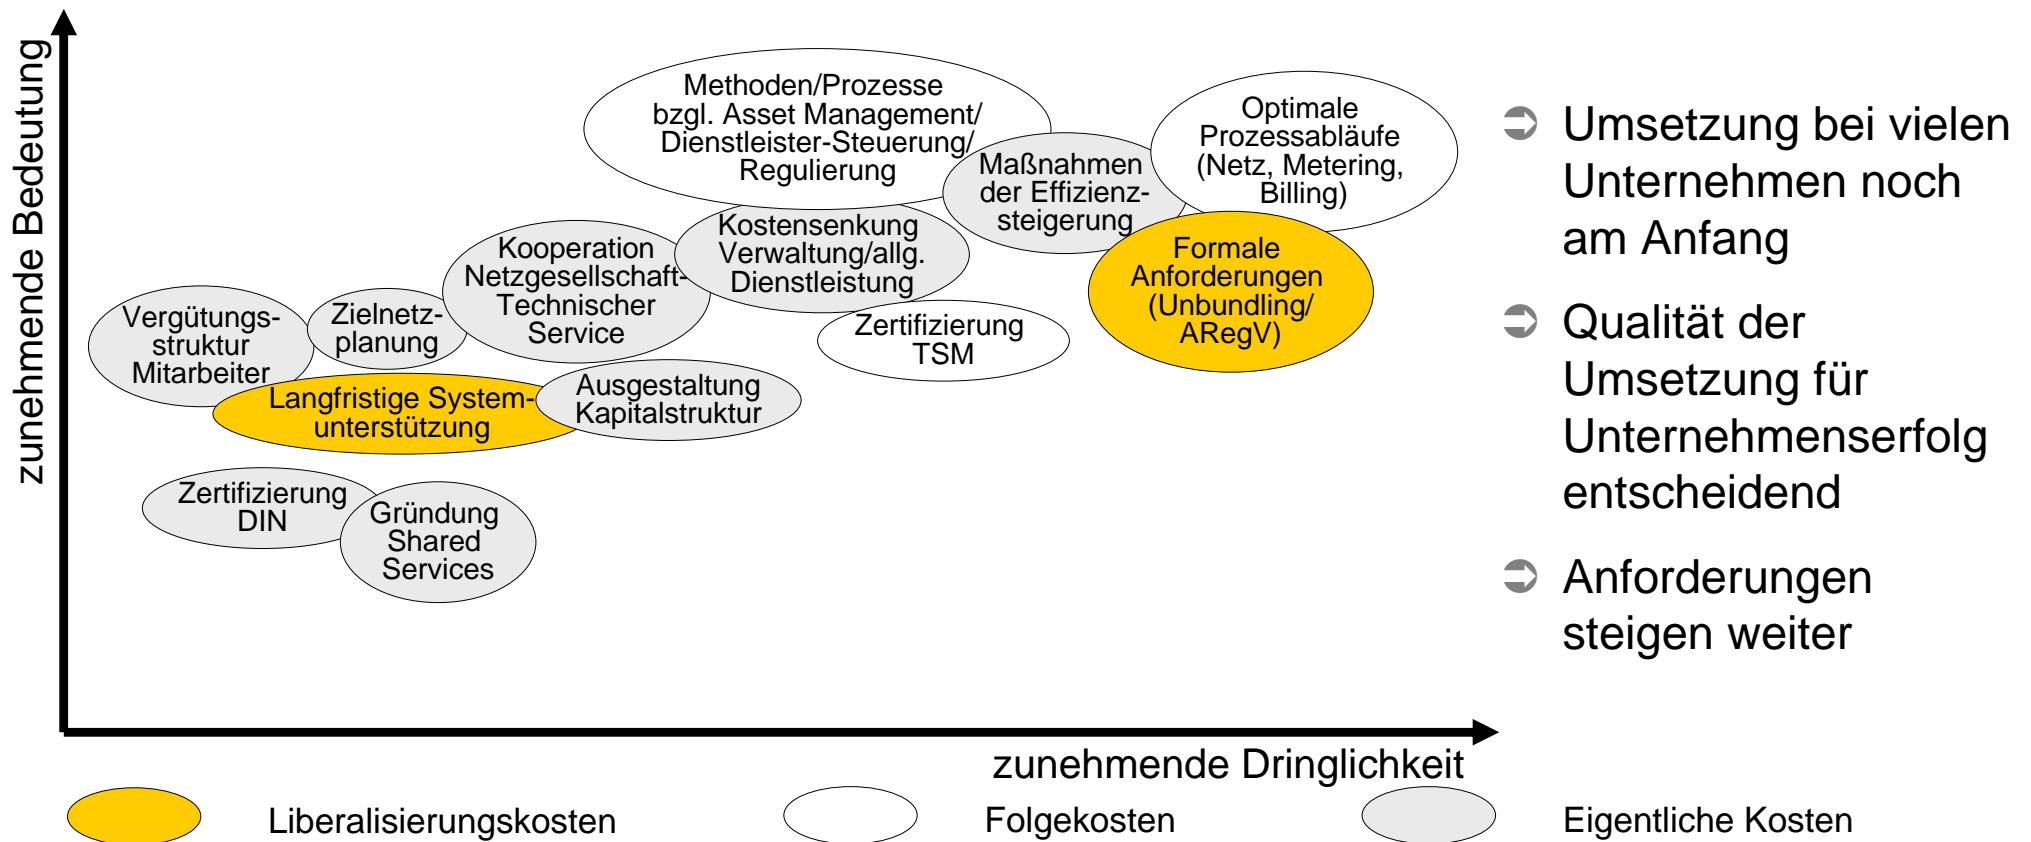 zunehmende Bedeutung
Methoden/Prozesse
bzgl. Asset Management/
Dienstleister-Steuerung/
Regulierung
Optimale
Prozessabläufe
(Netz, Metering,
Billing)
Maßnahmen
der Effizienz-
steigerung
Kostensenkung
Verwaltung/allg.
Dienstleistung
Kooperation
Netzgesellschaft-
Technischer
Service
Formale
Anforderungen
(Unbundling/
ARegV)
Vergütungs-
struktur
Mitarbeiter
Zielnetz-
planung
Zertifizierung
TSM
Langfristige System-
unterstützung
Ausgestaltung
Kapitalstruktur
Zertifizierung
DIN
Gründung
Shared
Services
zunehmende Dringlichkeit
Umsetzung bei vielen
Unternehmen noch
am Anfang
Qualität der
Umsetzung für
Unternehmenserfolg
entscheidend
Anforderungen
steigen weiter
Liberalisierungskosten
Folgekosten
Eigentliche Kosten